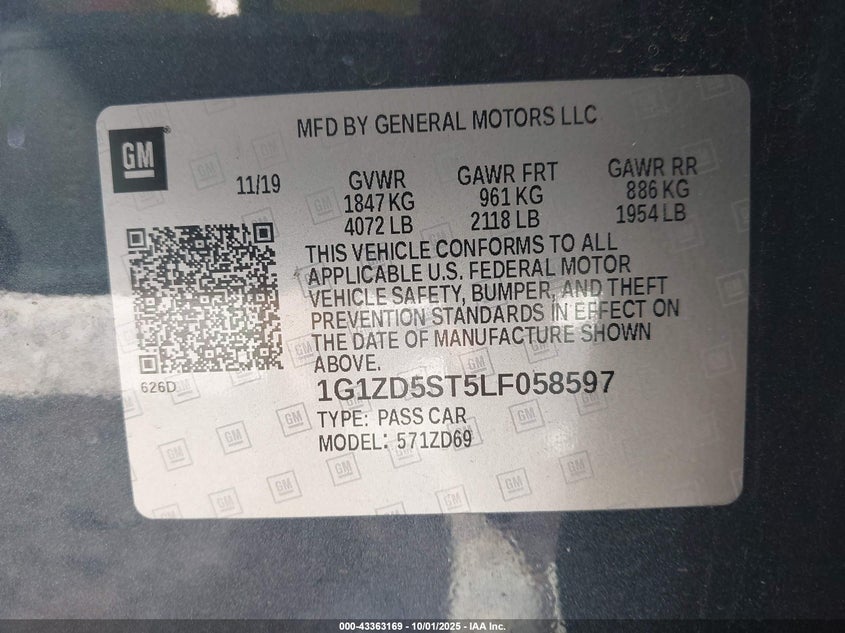 MFD BY GENERAL MOTORS LLC
GM
11/19
GVWR
1847 KG
4072 LB
GAWR FRT
961 KG
2118 LB
GAWR RR
886 KG
1954 LB
THIS VEHICLE CONFORMS TO ALL
APPLICABLE U.S. FEDERAL MOTOR
VEHICLE SAFETY, BUMPER, AND THEFT
PREVENTION STANDARDS IN EFFECT ON
THE DATE OF MANUFACTURE SHOWN
ABOVE.
626D
1G1ZD5ST5LF058597
TYPE: PASS CAR
MODEL: 571ZD69
000-43363169 - 10/01/2025 - IAA Inc.